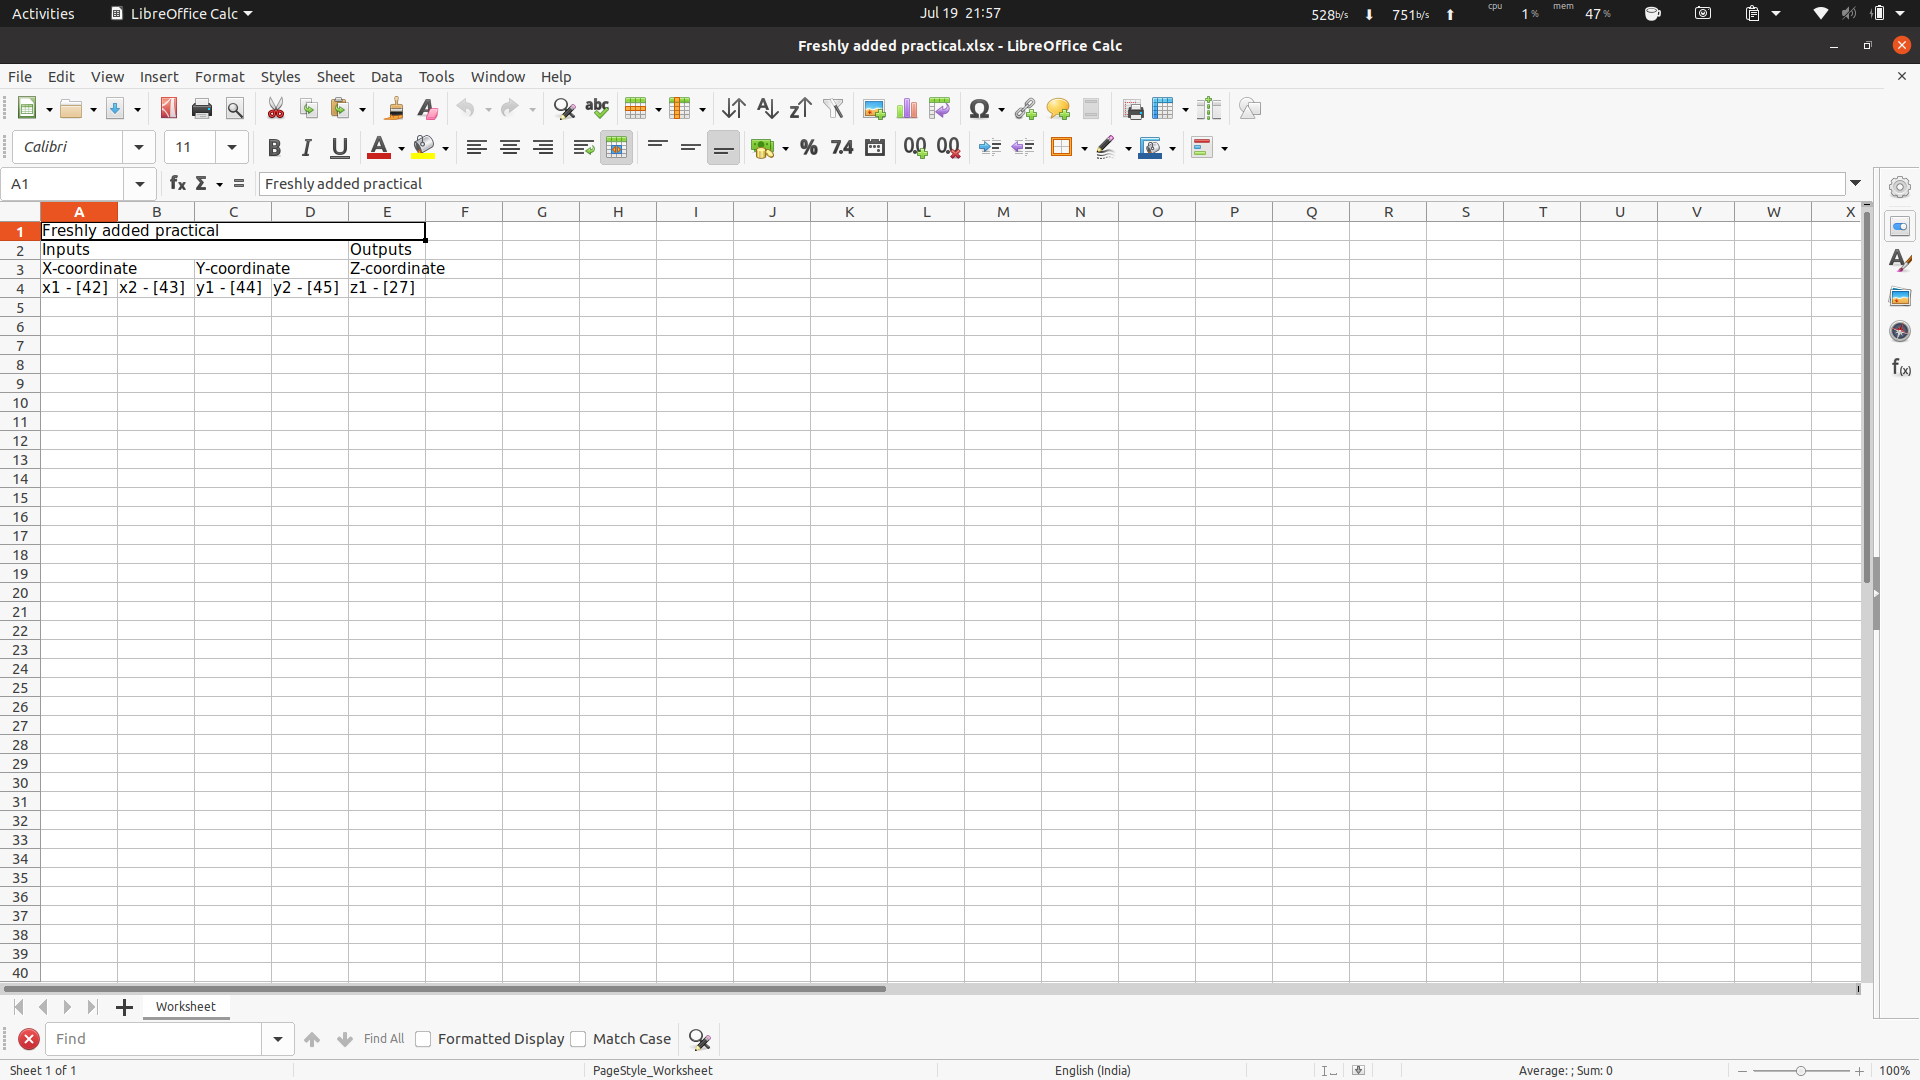 Activities LibreOffice Calc Jul 19 21:57 528b/s 751b/s cpu 1% mem 47%
Freshly added practical.xlsx - LibreOffice Calc
File Edit View Insert Format Styles Sheet Data Tools Window Help
Calibri 11
A1 Freshly added practical
A B C D E F G H I J K L M N O P Q R S T U V W X
1 Freshly added practical
2 Inputs Outputs
3 X-coordinate Y-coordinate Z-coordinate
4 x1 - [42] x2 - [43] y1 - [44] y2 - [45] z1 - [27]
5
6
7
8
9
10
11
12
13
14
15
16
17
18
19
20
21
22
23
24
25
26
27
28
29
30
31
32
33
34
35
36
37
38
39
40
Worksheet
Find Find All Formatted Display Match Case
Sheet 1 of 1 PageStyle_Worksheet English (India) Average: ; Sum: 0 100%